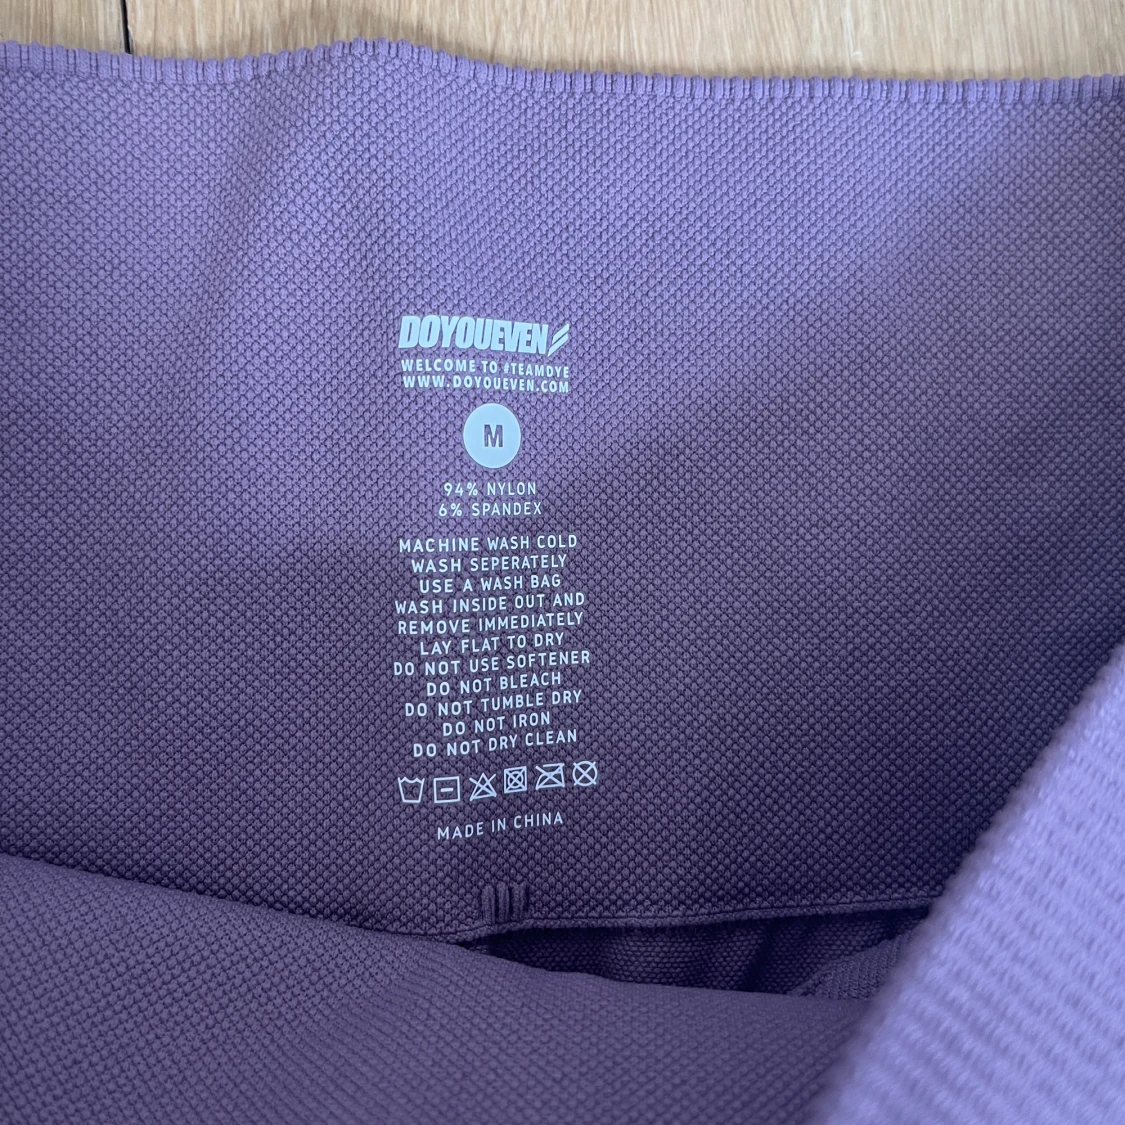 DOYOUEVEN
WELCOME TO #TEAMDYE
WWW.DOYOUEVEN.COM
M
94% NYLON
6% SPANDEX
MACHINE WASH COLD
WASH SEPERATELY
USE A WASH BAG
WASH INSIDE OUT AND
REMOVE IMMEDIATELY
LAY FLAT TO DRY
DO NOT USE SOFTENER
DO NOT BLEACH
DO NOT TUMBLE DRY
DO NOT IRON
DO NOT DRY CLEAN
MADE IN CHINA